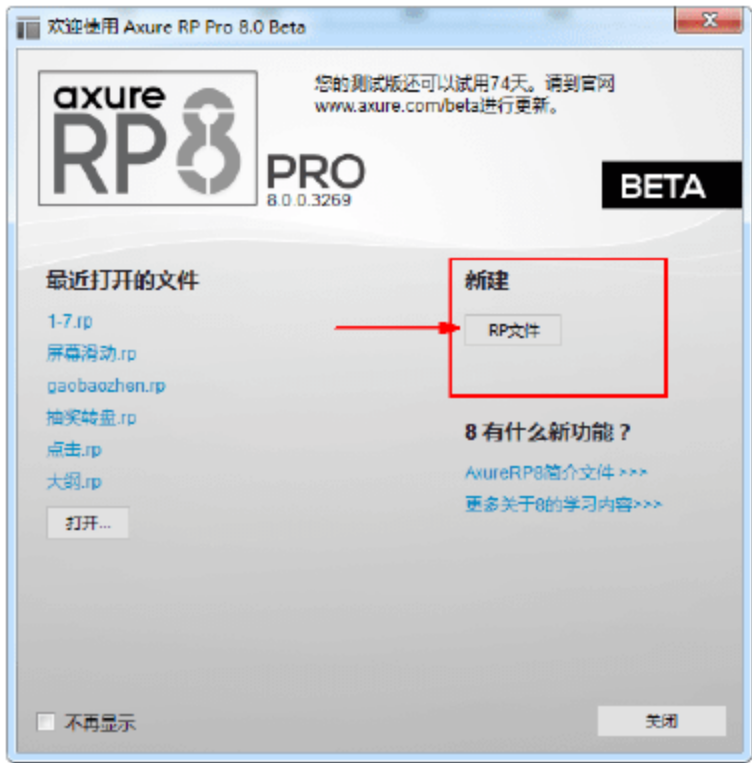 欢迎使用 Axure RP Pro 8.0 Beta
您的测试版还可以试用74天。请到官网
www.axure.com/beta进行更新。
axure
RP8
PRO
8.0.0.3269
BETA
最近打开的文件
1-7.rp
屏幕滑动.rp
gaobaozhen.rp
抽奖转盘.rp
点击.rp
大纲.rp
打开...
新建
RP文件
8 有什么新功能？
AxureRP8简介文件 >>>
更多关于8的学习内容>>>
不再显示
关闭